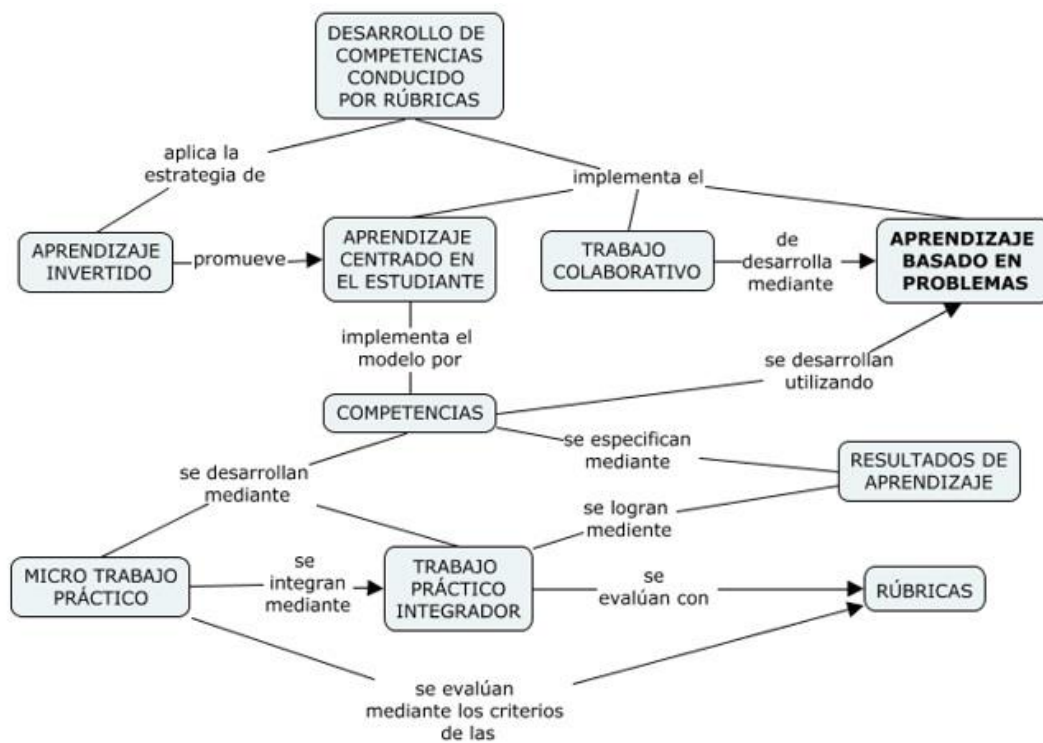 DESARROLLO DE
COMPETENCIAS
CONDUCIDO
POR RÚBRICAS
aplica la
estrategia de
implementa el
APRENDIZAJE
INVERTIDO
promueve
APRENDIZAJE
CENTRADO EN
EL ESTUDIANTE
TRABAJO
COLABORATIVO
de
desarrolla
mediante
APRENDIZAJE
BASADO EN
PROBLEMAS
implementa el
modelo por
se desarrollan
utilizando
COMPETENCIAS
se especifican
mediante
RESULTADOS DE
APRENDIZAJE
se desarrollan
mediante
se logran
mediente
MICRO TRABAJO
PRÁCTICO
se
integran
mediante
TRABAJO
PRÁCTICO
INTEGRADOR
se
evalúan con
RÚBRICAS
se evalúan
mediante los criterios
de las